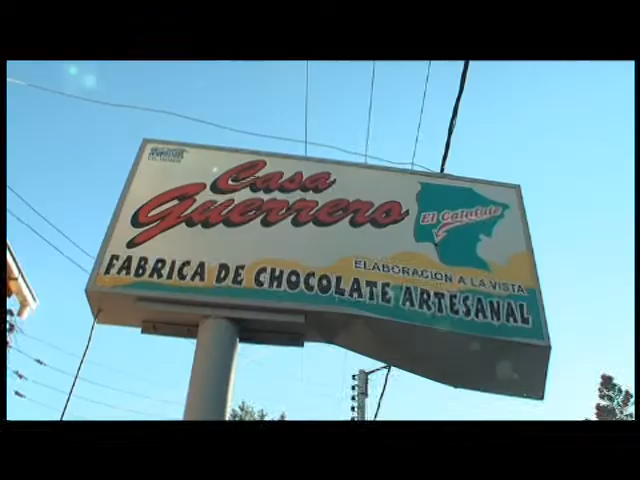 Casa
Guerrero
El Calafate
ELABORACION A LA VISTA
FABRICA DE CHOCOLATE ARTESANAL